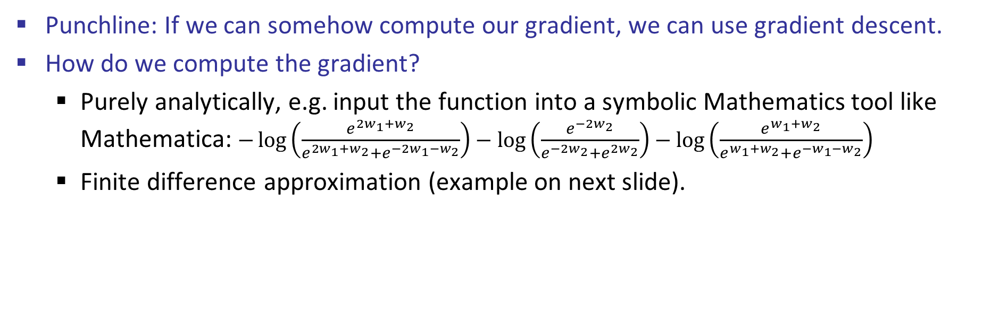 ▪ Punchline: If we can somehow compute our gradient, we can use gradient descent.
▪ How do we compute the gradient?
▪ Purely analytically, e.g. input the function into a symbolic Mathematics tool like
Mathematica: $-\log\left(\frac{e^{2w_1+w_2}}{e^{2w_1+w_2}+e^{-2w_1-w_2}}\right)-\log\left(\frac{e^{-2w_2}}{e^{-2w_2}+e^{2w_2}}\right)-\log\left(\frac{e^{w_1+w_2}}{e^{w_1+w_2}+e^{-w_1-w_2}}\right)$
▪ Finite difference approximation (example on next slide).